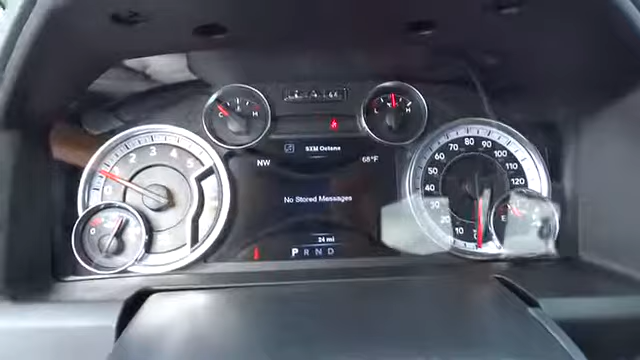 SXM Octane
NW
68°F
No Stored Messages
24 mi
P R N D
C H
C H
1 2 3 4 5 6
10 20 30 40 50 60 70 80 90 100 110 120